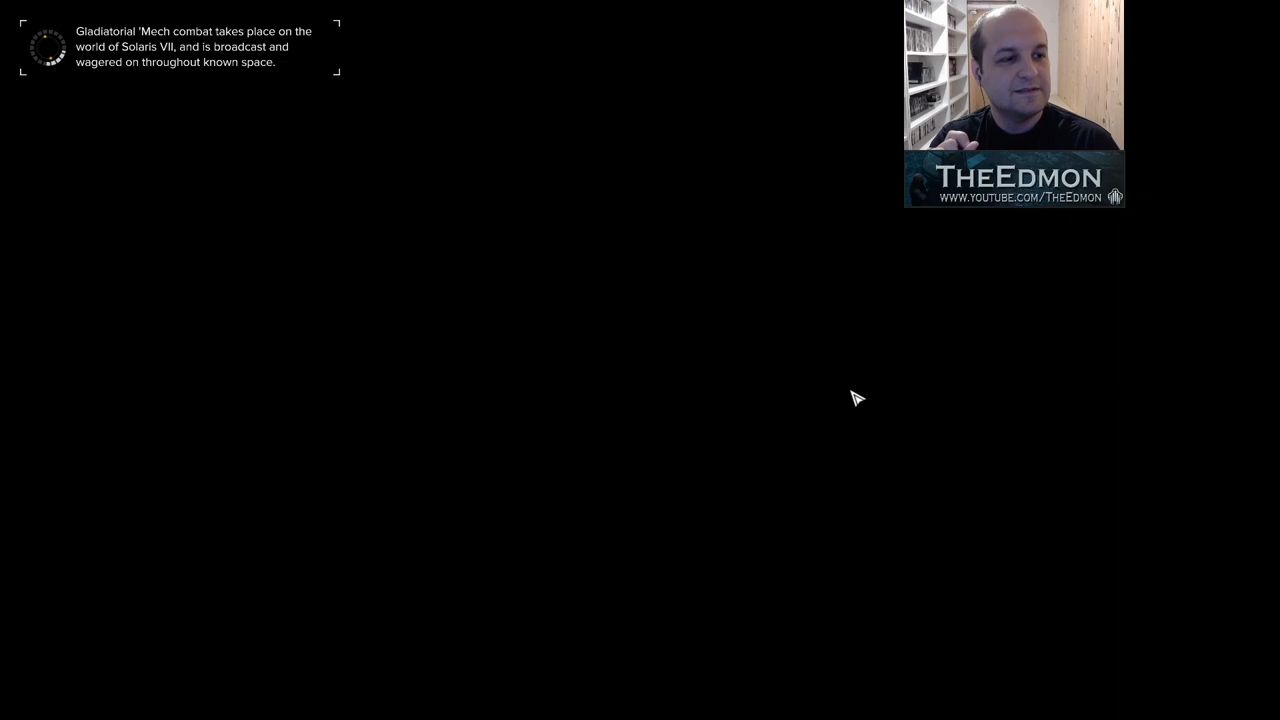 Gladiatorial 'Mech combat takes place on the
world of Solaris VII, and is broadcast and
wagered on throughout known space.
TheEdmon
www.youtube.com/TheEdmon